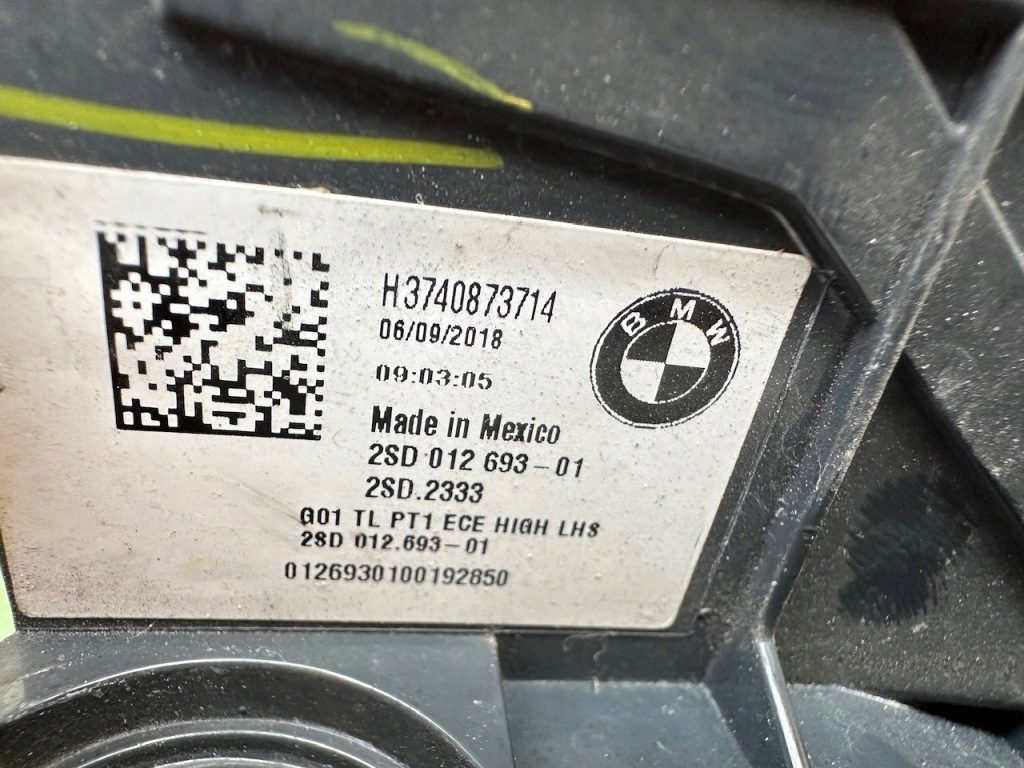 H3740873714
06/09/2018
09:03:05
BMW
Made in Mexico
2SD 012 693-01
2SD.2333
G01 TL PT1 ECE HIGH LHS
2SD 012.693-01
01269300100192850